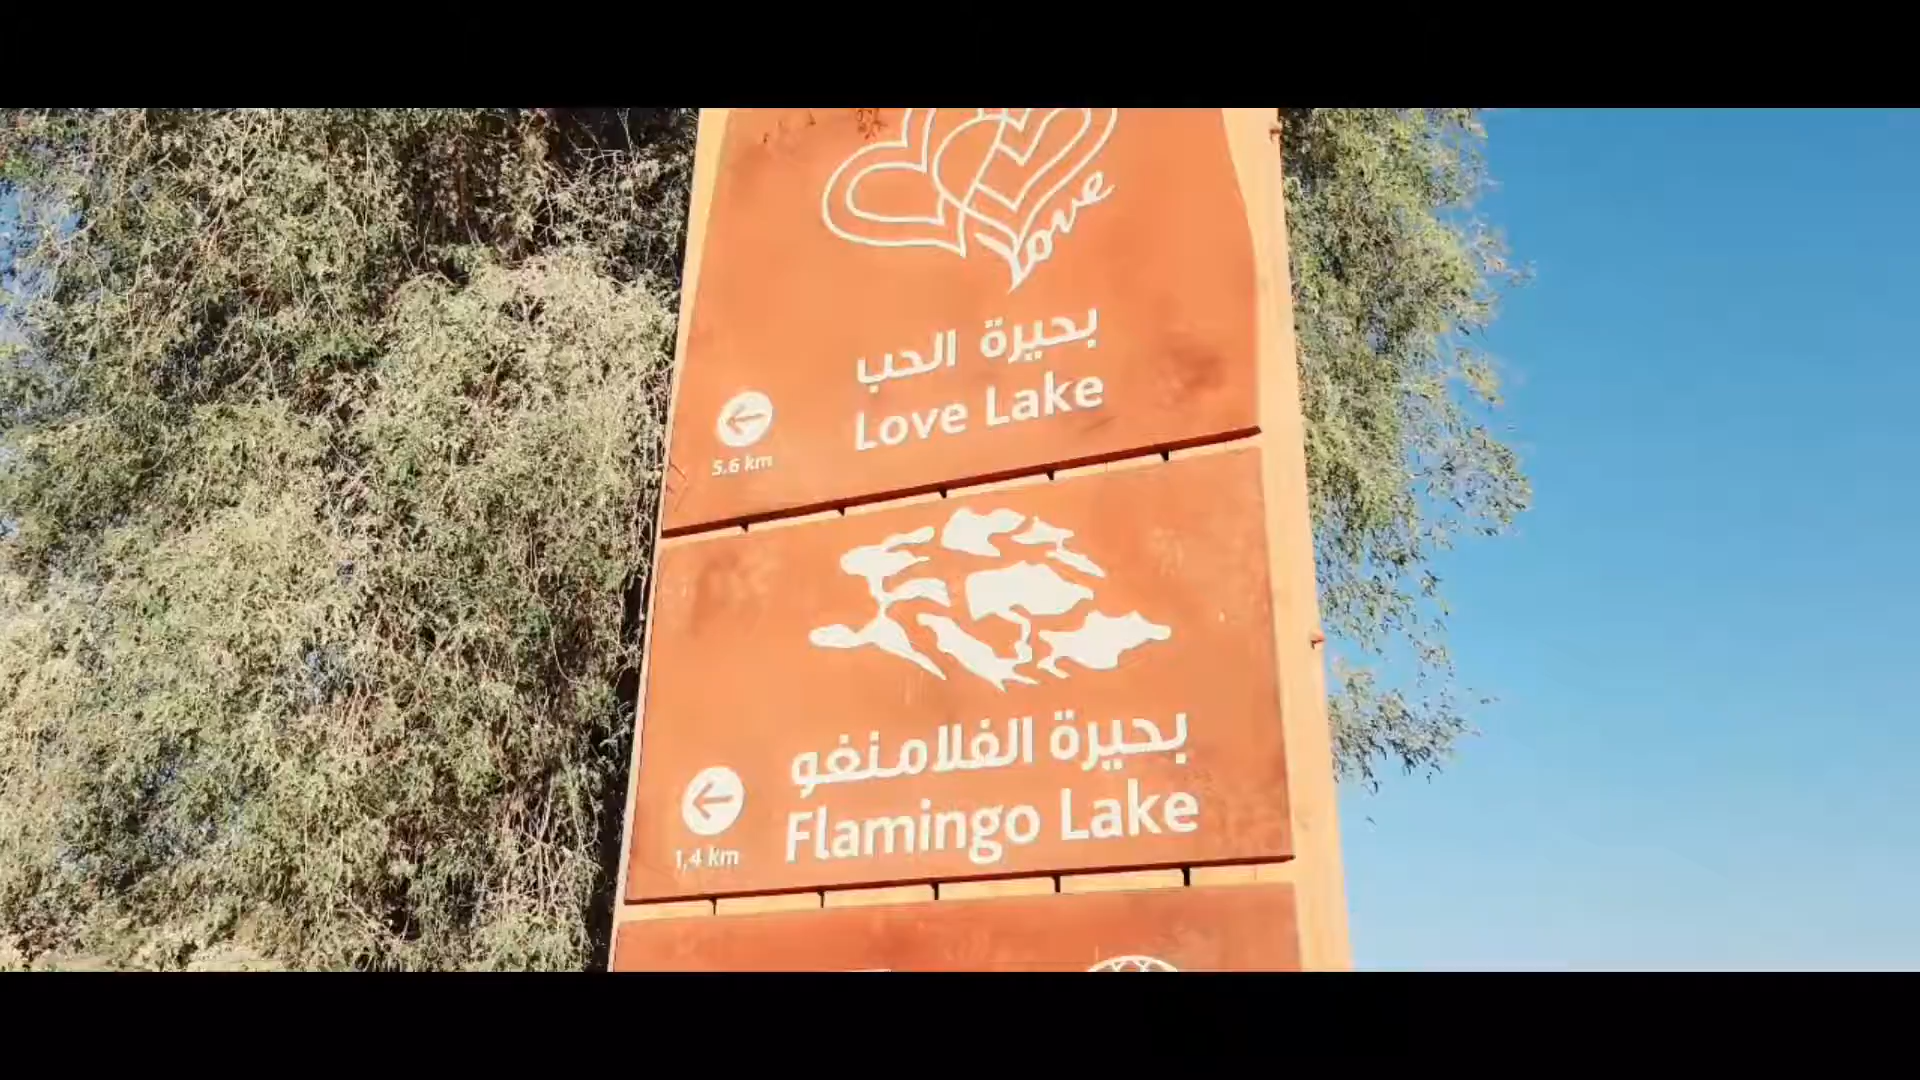 Love
بحيرة الحب
Love Lake
5.6 km
بحيرة الفلامنغو
Flamingo Lake
1,4 km